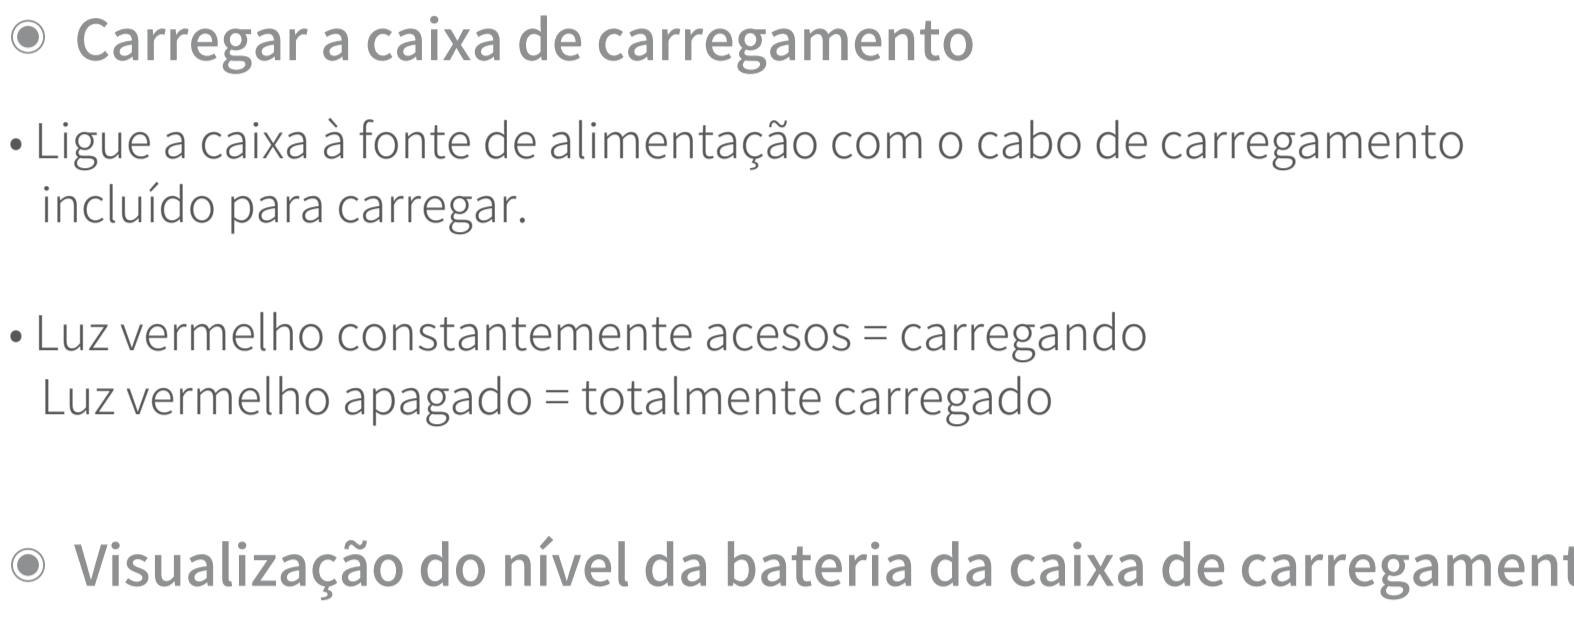 ◉ Carregar a caixa de carregamento
• Ligue a caixa à fonte de alimentação com o cabo de carregamento
incluído para carregar.
• Luz vermelho constantemente acesos = carregando
Luz vermelho apagado = totalmente carregado
◉ Visualização do nível da bateria da caixa de carregament